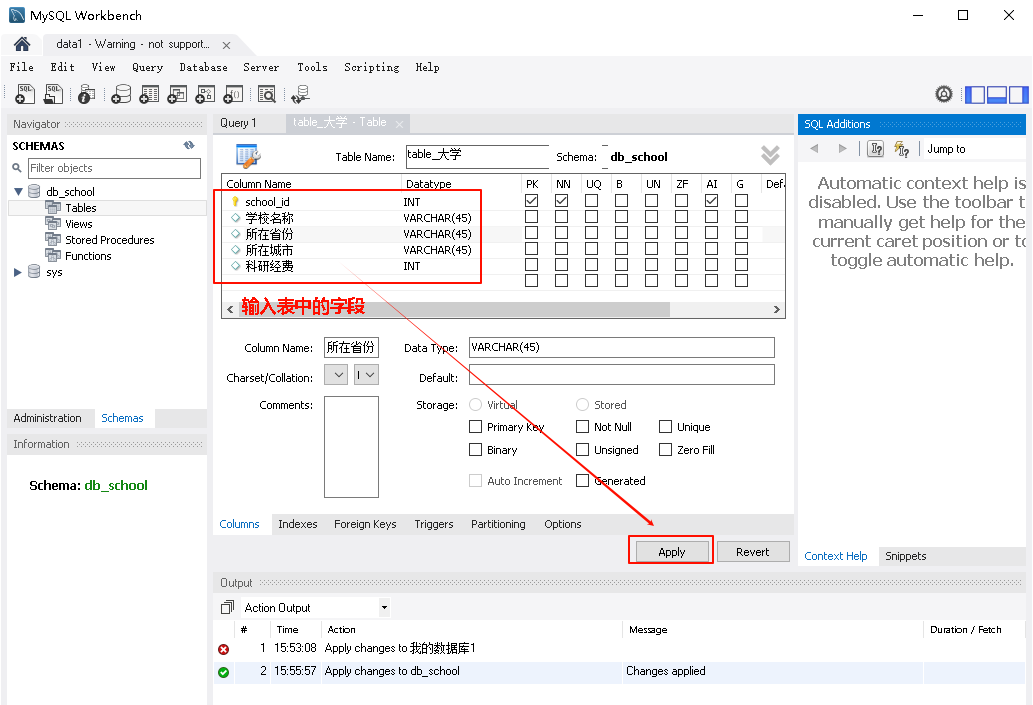 MySQL Workbench
data1 - Warning - not support...
File Edit View Query Database Server Tools Scripting Help
Navigator
SCHEMAS
Filter objects
db_school
Tables
Views
Stored Procedures
Functions
sys
Administration Schemas
Information
Schema: db_school
Query 1 table_大学 - Table
Table Name: table_大学 Schema: db_school
Column Name Datatype PK NN UQ B UN ZF AI G Def
school_id INT
学校名称 VARCHAR(45)
所在省份 VARCHAR(45)
所在城市 VARCHAR(45)
科研经费 INT
输入表中的字段
Column Name: 所在省份 Data Type: VARCHAR(45)
Charset/Collation: Default:
Comments: Storage: Virtual Stored
Primary Key Not Null Unique
Binary Unsigned Zero Fill
Auto Increment Generated
Columns Indexes Foreign Keys Triggers Partitioning Options
Apply Revert
SQL Additions
Jump to
Automatic context help is
disabled. Use the toolbar t
manually get help for the
current caret position or to
toggle automatic help.
Context Help Snippets
Output
Action Output
# Time Action Message Duration / Fetch
1 15:53:08 Apply changes to 我的数据库1
2 15:55:57 Apply changes to db_school Changes applied